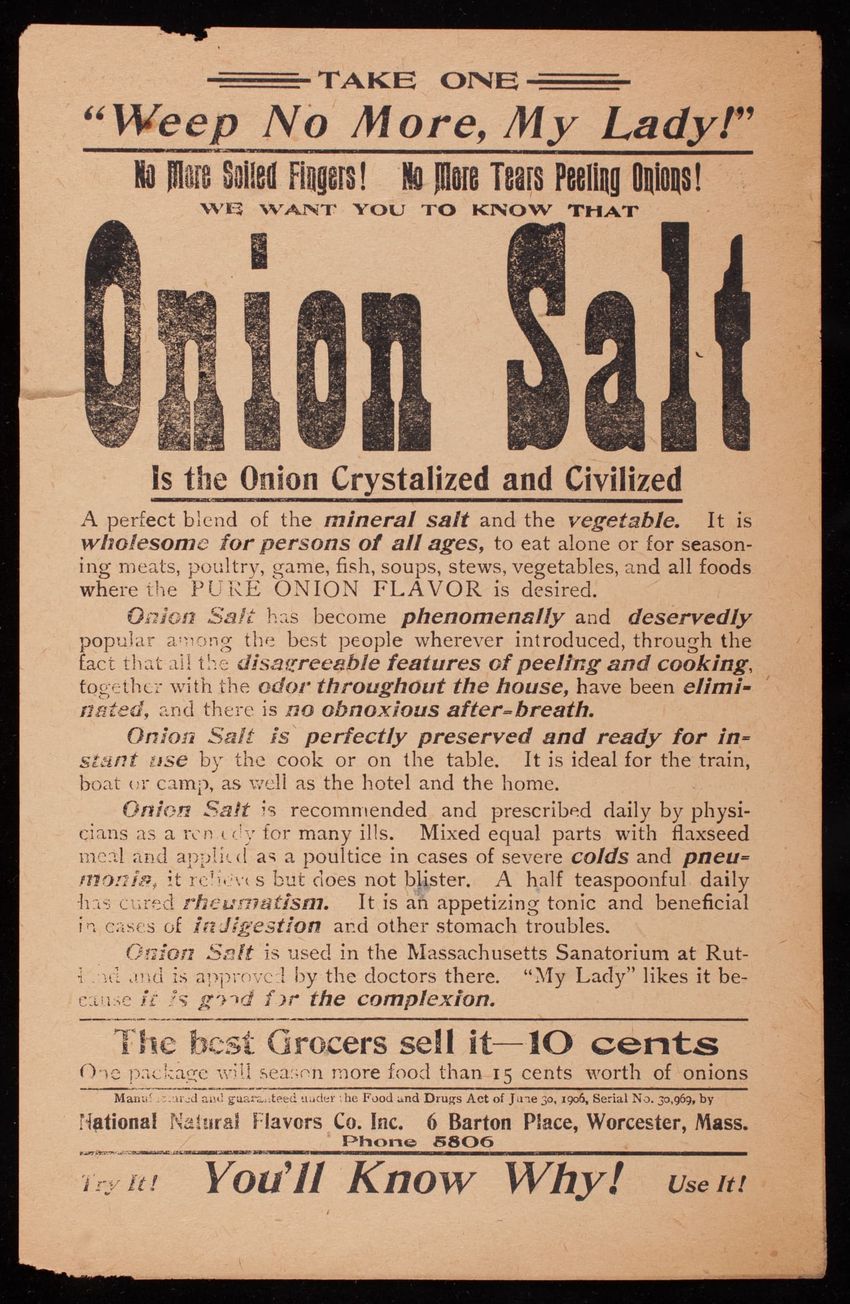 TAKE ONE
“Weep No More, My Lady!”
No More Soiled Fingers! No More Tears Peeling Onions!
WE WANT YOU TO KNOW THAT
Onion Salt
Is the Onion Crystalized and Civilized
A perfect blend of the mineral salt and the vegetable. It is
wholesome for persons of all ages, to eat alone or for season-
ing meats, poultry, game, fish, soups, stews, vegetables, and all foods
where the PURE ONION FLAVOR is desired.
Onion Salt has become phenomenally and deservedly
popular among the best people wherever introduced, through the
fact that all the disagreeable features of peeling and cooking,
together with the odor throughout the house, have been elimi-
nated, and there is no obnoxious after-breath.
Onion Salt is perfectly preserved and ready for in-
stant use by the cook or on the table. It is ideal for the train,
boat or camp, as well as the hotel and the home.
Onion Salt is recommended and prescribed daily by physi-
cians as a remedy for many ills. Mixed equal parts with flaxseed
meal and applied as a poultice in cases of severe colds and pneu-
monia, it relieves but does not blister. A half teaspoonful daily
has cured rheumatism. It is an appetizing tonic and beneficial
in cases of indigestion and other stomach troubles.
Onion Salt is used in the Massachusetts Sanatorium at Rut-
land and is approved by the doctors there. “My Lady” likes it be-
cause it is good for the complexion.
The best Grocers sell it—10 cents
One package will season more food than 15 cents worth of onions
Manufactured and guaranteed under the Food and Drugs Act of June 30, 1906, Serial No. 30,969, by
National Natural Flavors Co. Inc. 6 Barton Place, Worcester, Mass.
Phone 5806
Try It! You’ll Know Why! Use It!